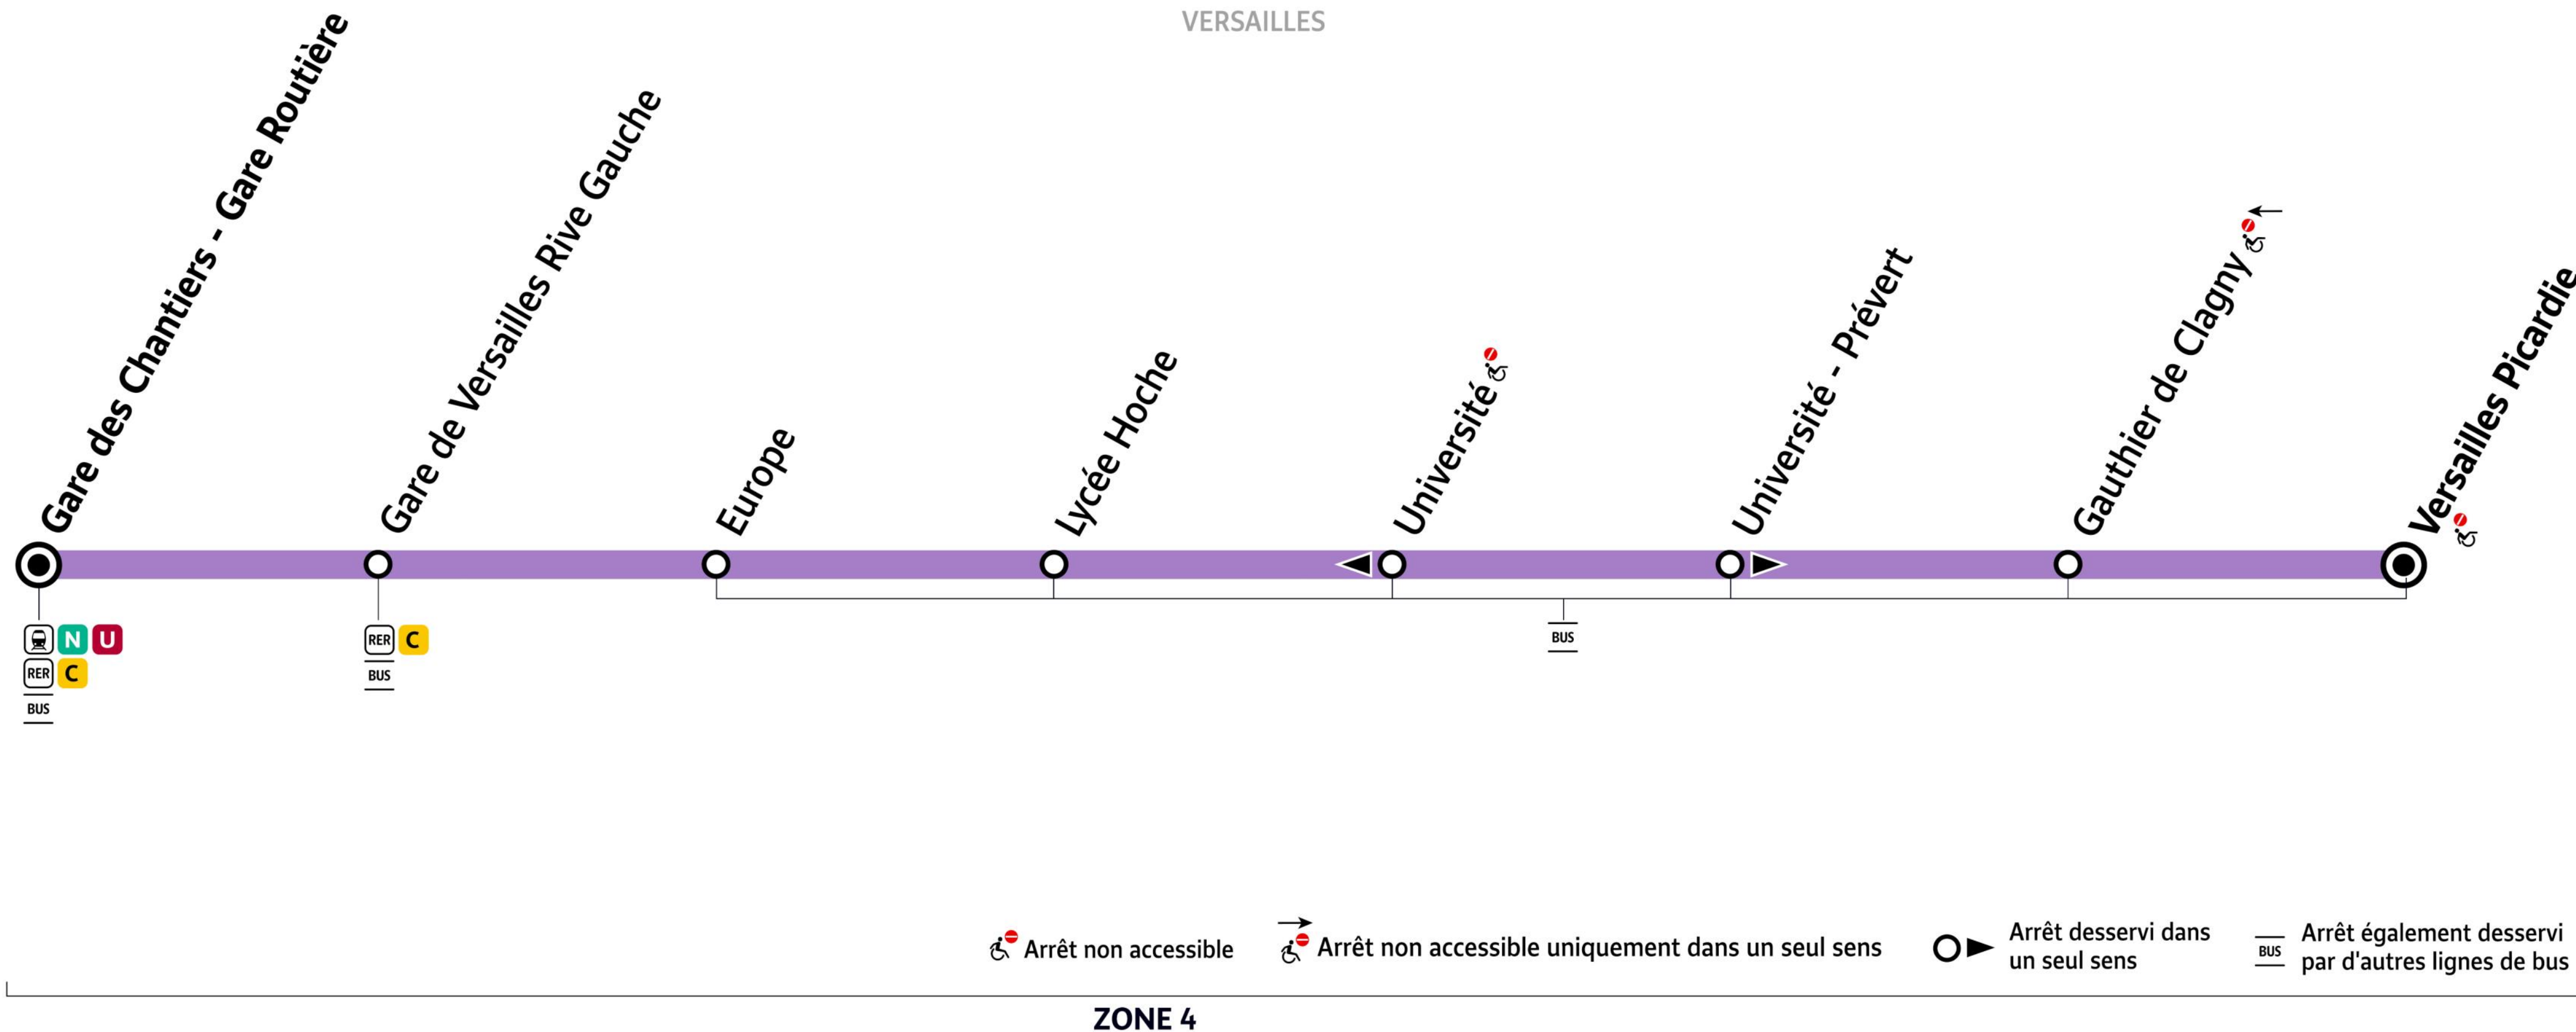 VERSAILLES
Gare des Chantiers - Gare Routière
Gare de Versailles Rive Gauche
Europe
Lycée Hoche
Université
Université - Prévert
Gauthier de Clagny
Versailles Picardie
N U
RER C
BUS
RER C
BUS
BUS
Arrêt non accessible
Arrêt non accessible uniquement dans un seul sens
Arrêt desservi dans
un seul sens
BUS
Arrêt également desservi
par d'autres lignes de bus
ZONE 4